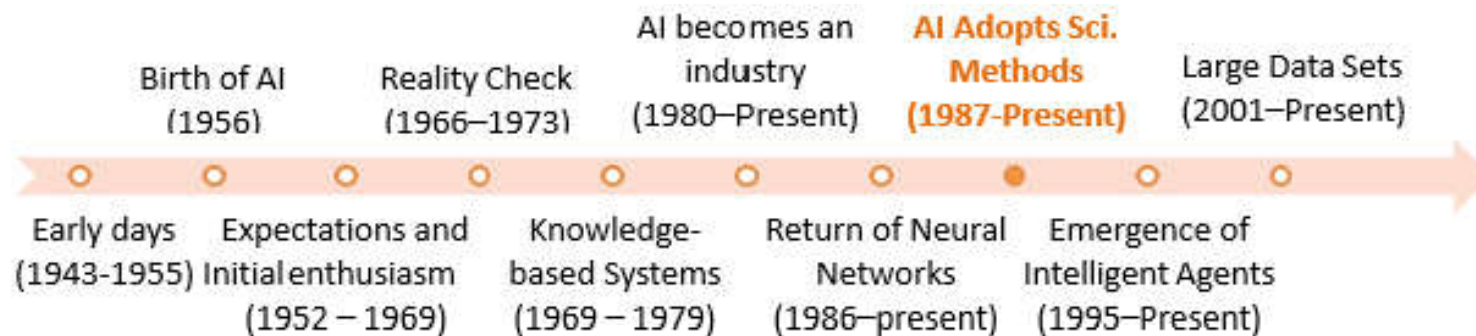 Birth of AI
(1956)
Reality Check
(1966–1973)
AI becomes an
industry
(1980–Present)
AI Adopts Sci.
Methods
(1987-Present)
Large Data Sets
(2001–Present)
Early days
(1943-1955)
Expectations and
Initial enthusiasm
(1952 – 1969)
Knowledge-
based Systems
(1969 – 1979)
Return of Neural
Networks
(1986–present)
Emergence of
Intelligent Agents
(1995–Present)